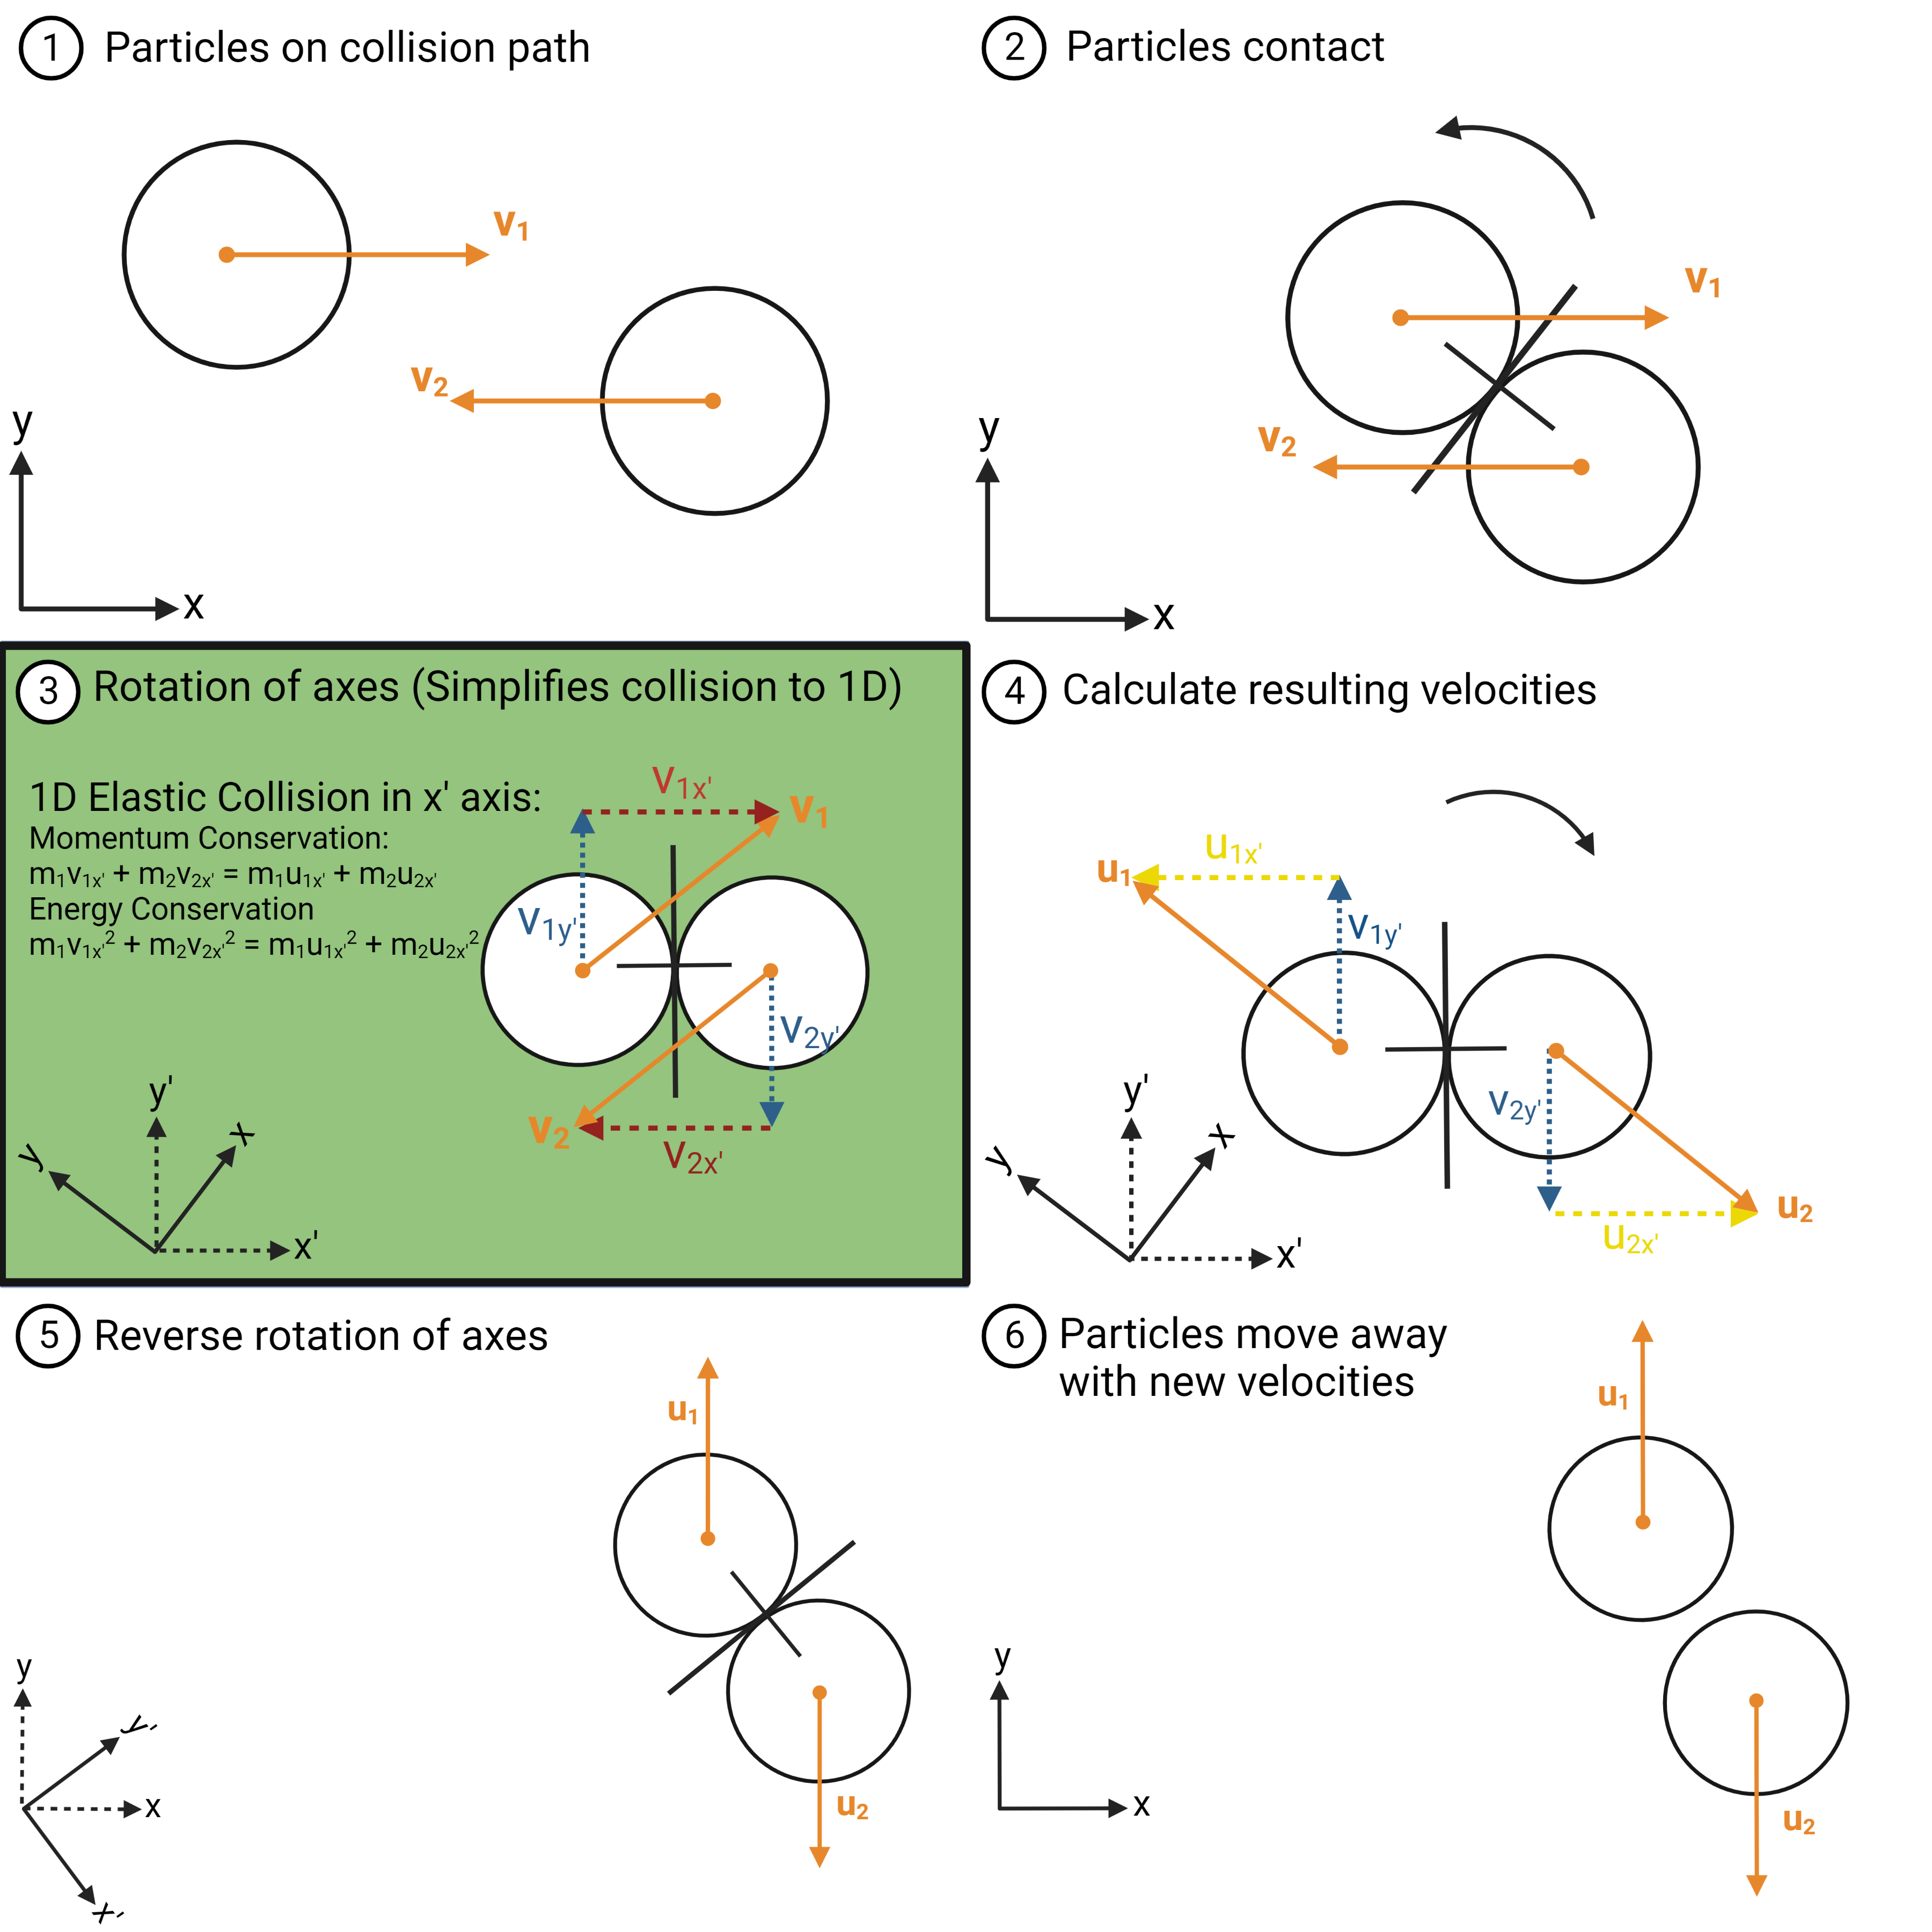 1 Particles on collision path
v₁
v₂
y
x
2 Particles contact
v₁
v₂
y
x
3 Rotation of axes (Simplifies collision to 1D)
1D Elastic Collision in x' axis:
Momentum Conservation:
m₁v₁ₓ' + m₂v₂ₓ' = m₁u₁ₓ' + m₂u₂ₓ'
Energy Conservation
m₁v₁ₓ'² + m₂v₂ₓ'² = m₁u₁ₓ'² + m₂u₂ₓ'²
v₁ₓ'
v₁
v1y'
v2y'
v₂
v₂ₓ'
y'
y
x
x'
4 Calculate resulting velocities
u₁ₓ'
u₁
v1y'
v2y'
u₂
u₂ₓ'
y'
y
x
x'
5 Reverse rotation of axes
u₁
u₂
y
y'
x
x'
6 Particles move away
with new velocities
u₁
u₂
y
x